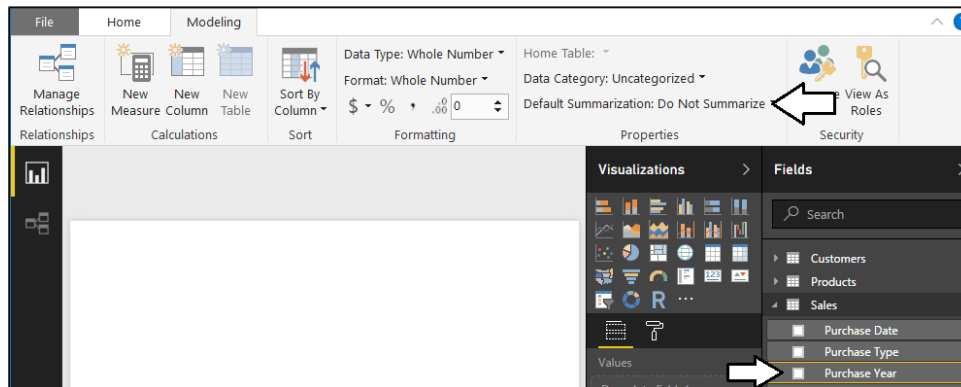 File Home Modeling
Data Type: Whole Number Home Table:
Format: Whole Number Data Category: Uncategorized
$ % , .00 0 Default Summarization: Do Not Summarize
Manage Relationships
New Measure
New Column
New Table
Sort By Column
View As Roles
Relationships Calculations Sort Formatting Properties Security
Visualizations Fields
Search
Customers
Products
Sales
Purchase Date
Purchase Type
Purchase Year
123
R ...
Values